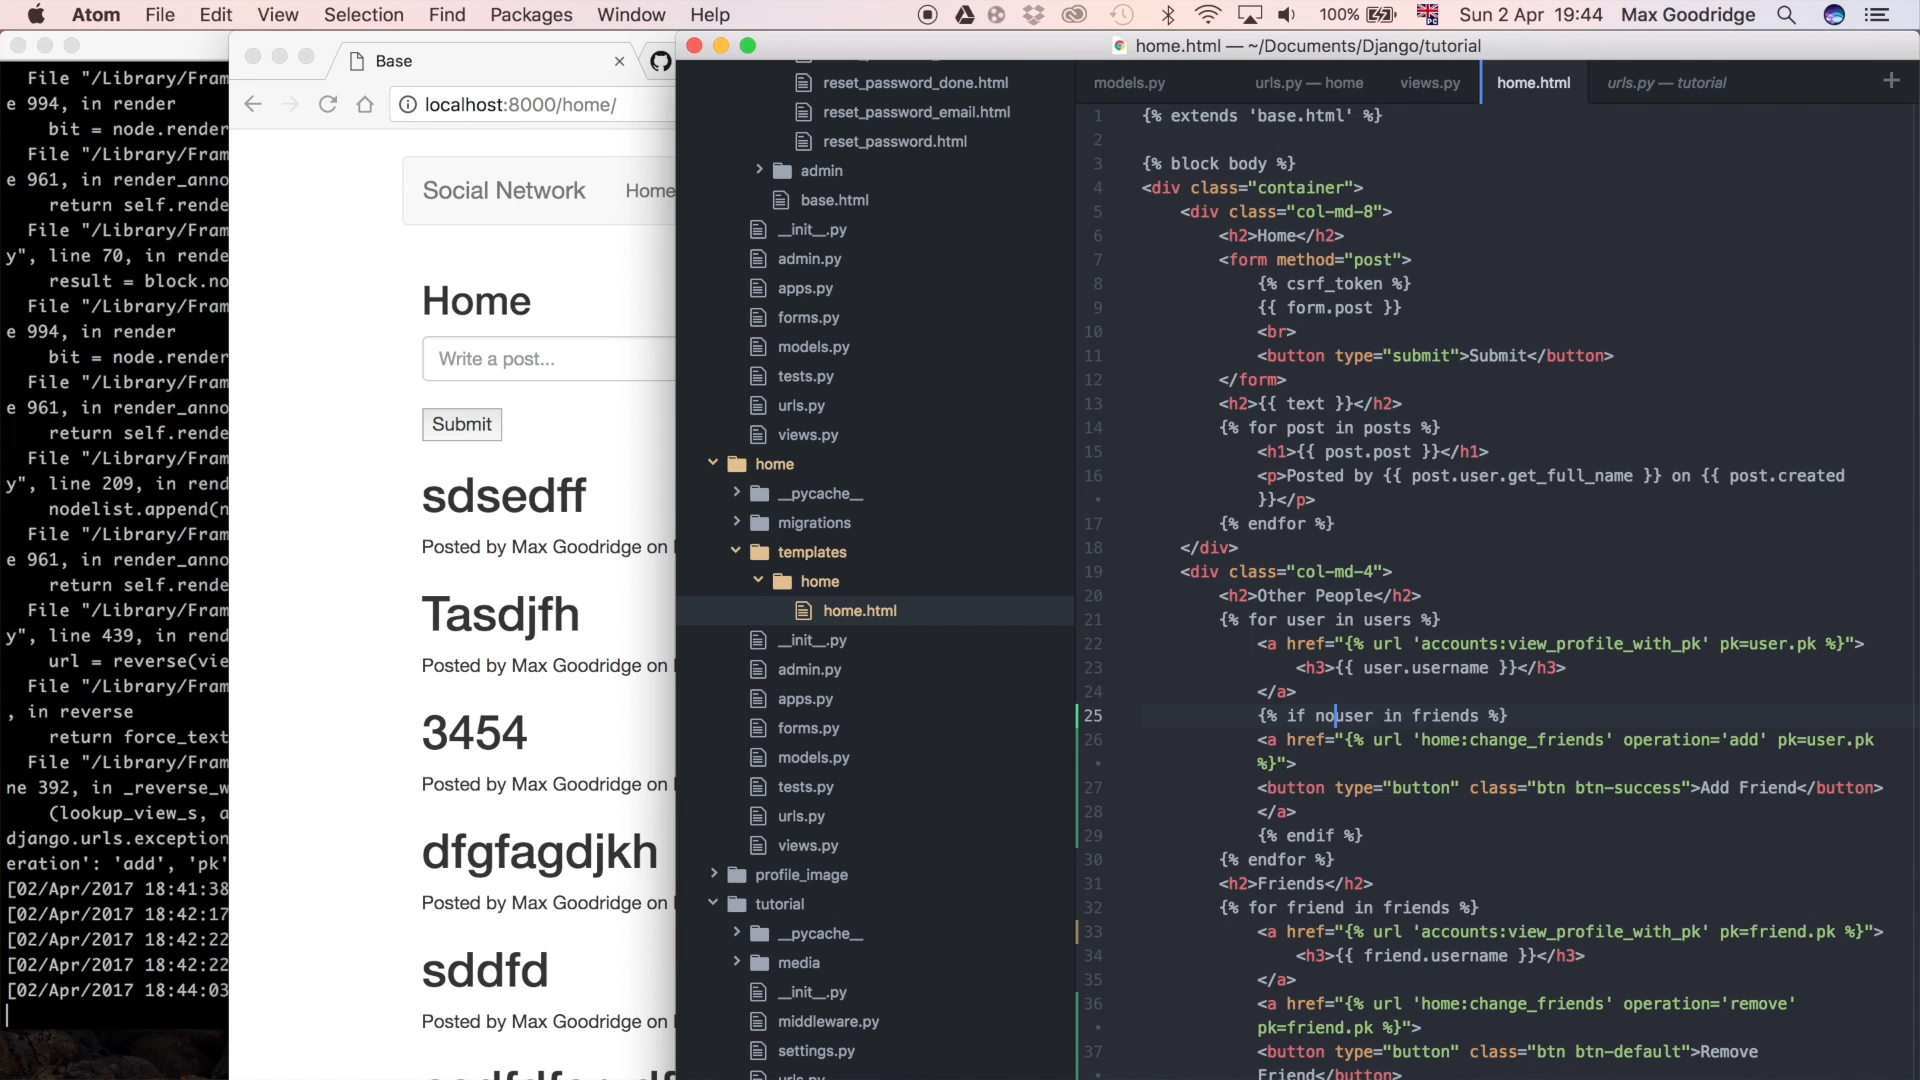 Atom File Edit View Selection Find Packages Window Help 100% Sun 2 Apr 19:44 Max Goodridge
File "/Library/Fram
e 994, in render
bit = node.render
File "/Library/Fram
e 961, in render_anno
return self.rende
File "/Library/Fram
y", line 70, in rende
result = block.no
File "/Library/Fram
e 994, in render
bit = node.render
File "/Library/Fram
e 961, in render_anno
return self.rende
File "/Library/Fram
y", line 209, in rend
nodelist.append(n
File "/Library/Fram
e 961, in render_anno
return self.rende
File "/Library/Fram
y", line 439, in rend
url = reverse(vie
File "/Library/Fram
, in reverse
return force_text
File "/Library/Fram
ne 392, in _reverse_w
(lookup_view_s, a
django.urls.exception
eration': 'add', 'pk'
[02/Apr/2017 18:41:38
[02/Apr/2017 18:42:17
[02/Apr/2017 18:42:22
[02/Apr/2017 18:42:22
[02/Apr/2017 18:44:03
Base
localhost:8000/home/
Social Network Home
Home
Write a post...
Submit
sdsedff
Posted by Max Goodridge on
Tasdjfh
Posted by Max Goodridge on
3454
Posted by Max Goodridge on
dfgfagdjkh
Posted by Max Goodridge on
sddfd
Posted by Max Goodridge on
home.html — ~/Documents/Django/tutorial
reset_password_done.html
reset_password_email.html
reset_password.html
admin
base.html
__init__.py
admin.py
apps.py
forms.py
models.py
tests.py
urls.py
views.py
home
__pycache__
migrations
templates
home
home.html
__init__.py
admin.py
apps.py
forms.py
models.py
tests.py
urls.py
views.py
profile_image
tutorial
__pycache__
media
__init__.py
middleware.py
settings.py
urls.py
models.py urls.py — home views.py home.html urls.py — tutorial
1 {% extends 'base.html' %}
2
3 {% block body %}
4 <div class="container">
5 <div class="col-md-8">
6 <h2>Home</h2>
7 <form method="post">
8 {% csrf_token %}
9 {{ form.post }}
10 <br>
11 <button type="submit">Submit</button>
12 </form>
13 <h2>{{ text }}</h2>
14 {% for post in posts %}
15 <h1>{{ post.post }}</h1>
16 <p>Posted by {{ post.user.get_full_name }} on {{ post.created
}}</p>
17 {% endfor %}
18 </div>
19 <div class="col-md-4">
20 <h2>Other People</h2>
21 {% for user in users %}
22 <a href="{% url 'accounts:view_profile_with_pk' pk=user.pk %}">
23 <h3>{{ user.username }}</h3>
24 </a>
25 {% if nouser in friends %}
26 <a href="{% url 'home:change_friends' operation='add' pk=user.pk
%}">
27 <button type="button" class="btn btn-success">Add Friend</button>
28 </a>
29 {% endif %}
30 {% endfor %}
31 <h2>Friends</h2>
32 {% for friend in friends %}
33 <a href="{% url 'accounts:view_profile_with_pk' pk=friend.pk %}">
34 <h3>{{ friend.username }}</h3>
35 </a>
36 <a href="{% url 'home:change_friends' operation='remove'
pk=friend.pk %}">
37 <button type="button" class="btn btn-default">Remove
Friend</button>